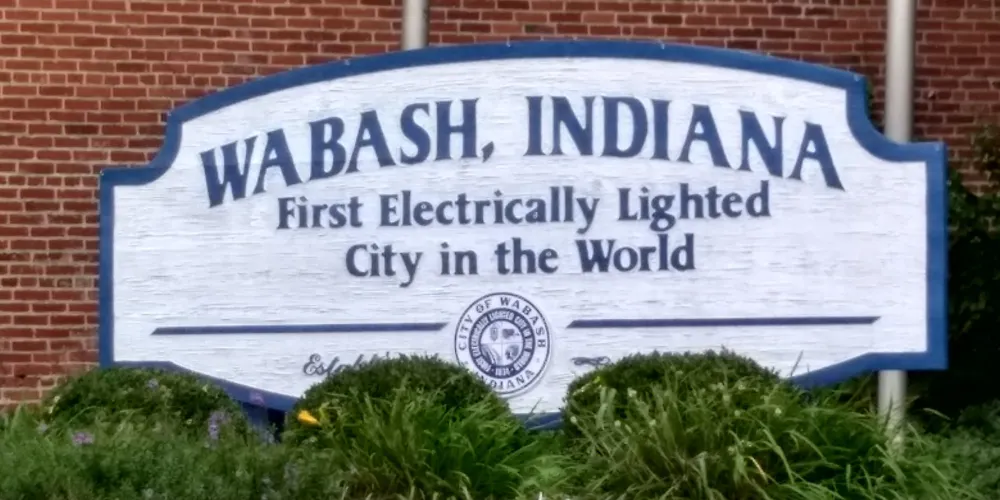 WABASH, INDIANA
First Electrically Lighted
City in the World
CITY OF WABASH
INDIANA